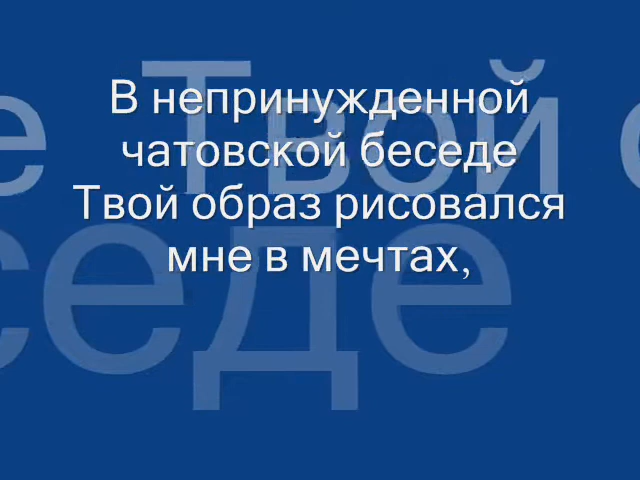 В непринужденной
чатовской беседе
Твой образ рисовался
мне в мечтах,